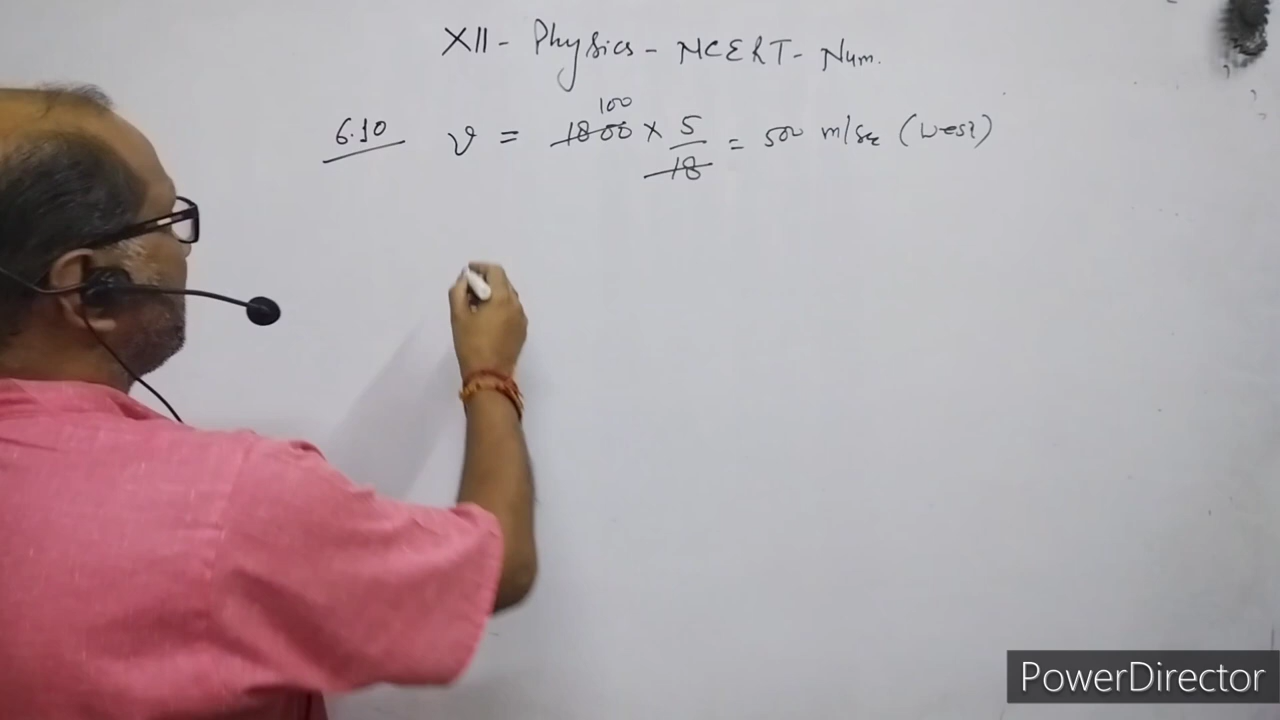 XII - Physics - NCERT - Num.
6.10 v = 1800 100 × 5/18 = 500 m/sec (west)
PowerDirector